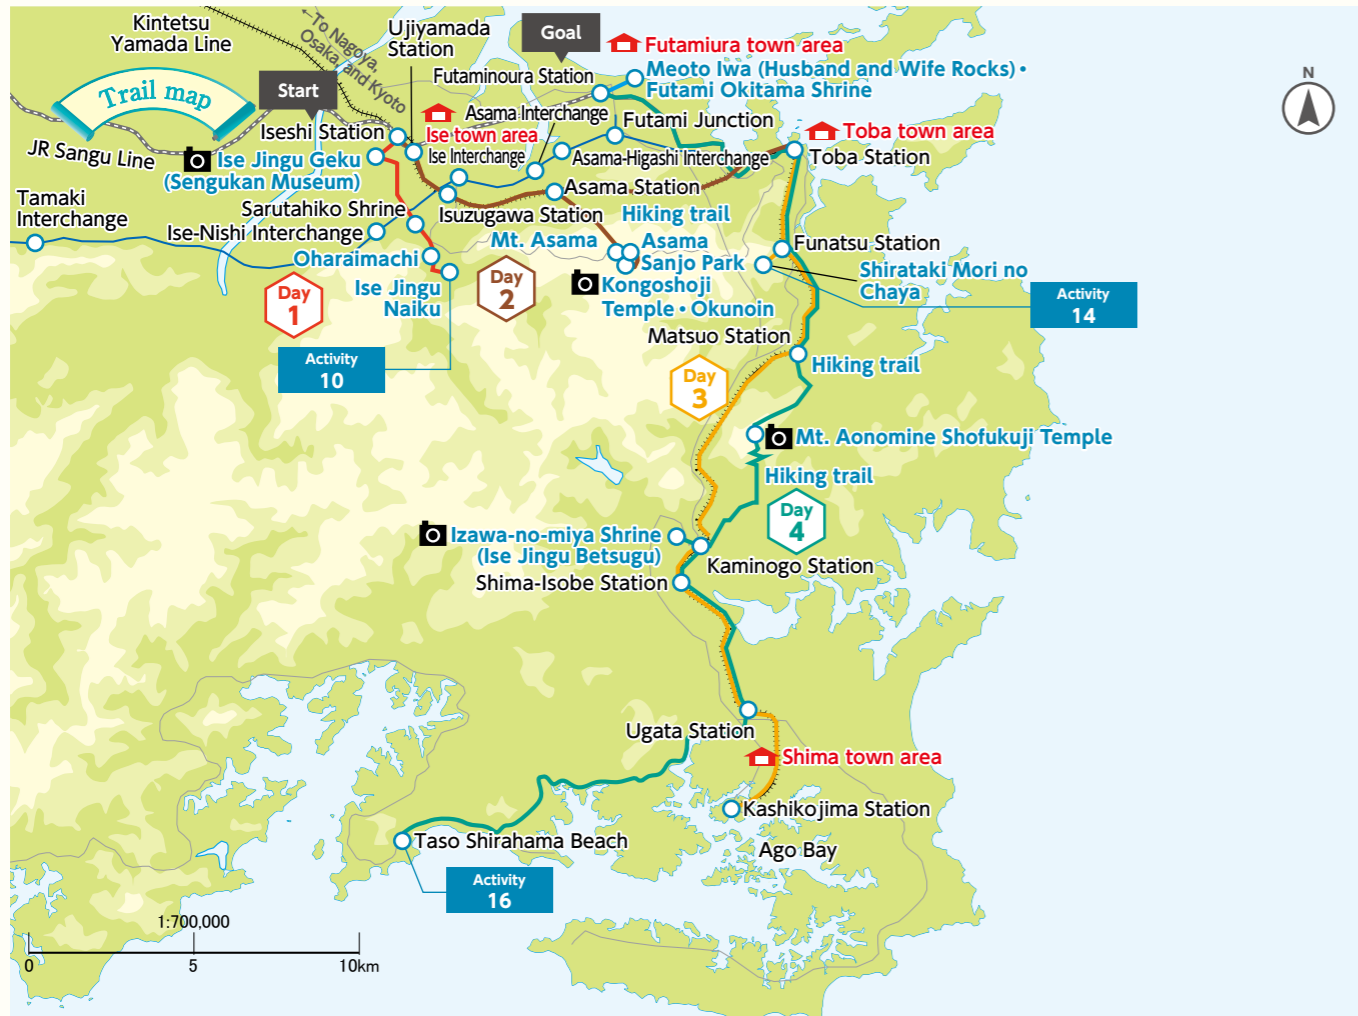 Kintetsu
Yamada Line
←To Nagoya,
Osaka, and Kyoto
Ujiyamada
Station
Goal
Futamiura town area
Futaminoura Station
Meoto Iwa (Husband and Wife Rocks) •
Futami Okitama Shrine
N
Trail map
Start
Asama Interchange
Futami Junction
Iseshi Station
Ise town area
Toba town area
JR Sangu Line
Ise Jingu Geku
(Sengukan Museum)
Ise Interchange
Asama-Higashi Interchange
Toba Station
Tamaki
Interchange
Asama Station
Sarutahiko Shrine
Isuzugawa Station
Hiking trail
Ise-Nishi Interchange
Mt. Asama
Asama
Sanjo Park
Funatsu Station
Oharaimachi
Shirataki Mori no
Chaya
Ise Jingu
Naiku
Day
1
Day
2
Kongoshoji
Temple • Okunoin
Activity
14
Matsuo Station
Activity
10
Hiking trail
Day
3
Mt. Aonomine Shofukuji Temple
Hiking trail
Day
4
Izawa-no-miya Shrine
(Ise Jingu Betsugu)
Kaminogo Station
Shima-Isobe Station
Ugata Station
Shima town area
Kashikojima Station
Taso Shirahama Beach
Ago Bay
Activity
16
1:700,000
0
5
10km